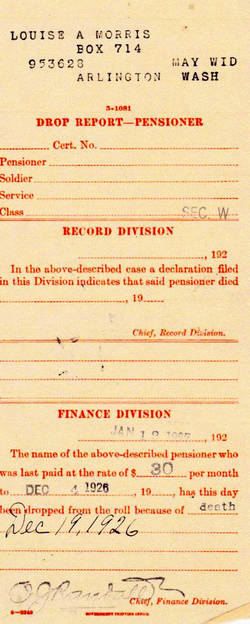 LOUISE A MORRIS
BOX 714
953628 MAY WID
ARLINGTON WASH
3-1081
DROP REPORT—PENSIONER
Cert. No.
Pensioner
Soldier
Service
Class SEC. W
RECORD DIVISION
, 192
In the above-described case a declaration filed
in this Division indicates that said pensioner died
, 19
Chief, Record Division.
FINANCE DIVISION
JAN , 192
The name of the above-described pensioner who
was last paid at the rate of $ 30 per month
to DEC 4 1926, 19 , has this day
been dropped from the roll because of death
Dec 19, 1926
Chief, Finance Division.
GOVERNMENT PRINTING OFFICE